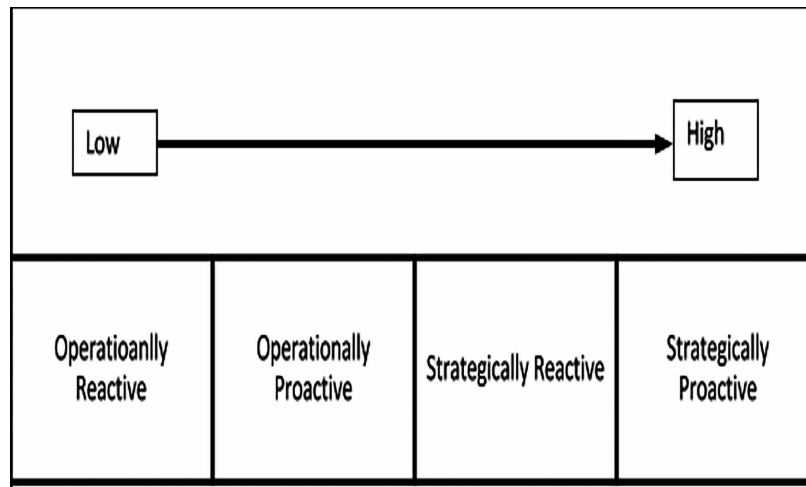 Low
High
Operatioanlly
Reactive
Operationally
Proactive
Strategically Reactive
Strategically
Proactive